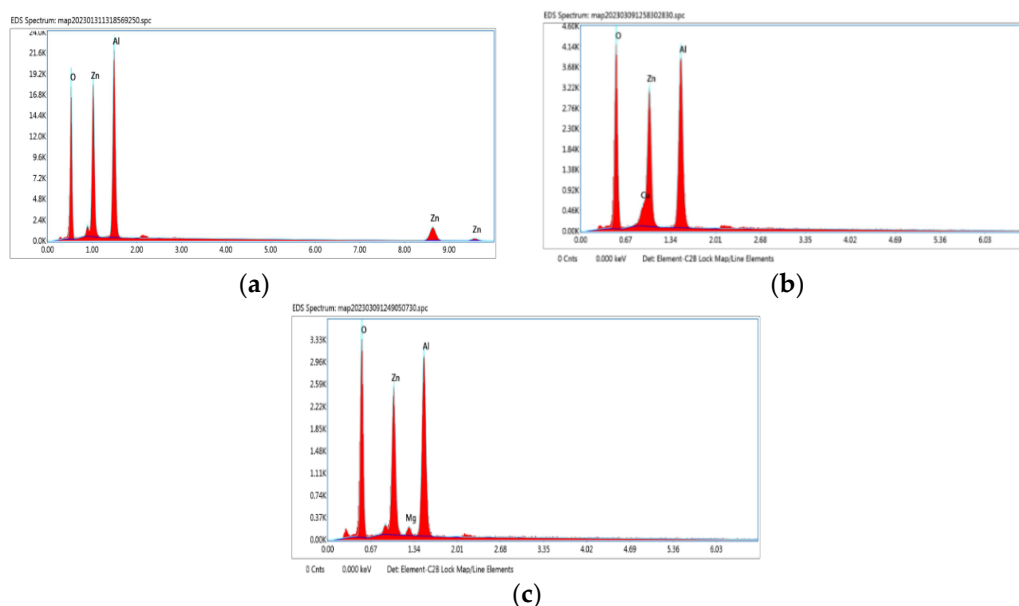 EDS Spectrum: map202301311318569250.spc
24.0K
21.6K
19.2K
16.8K
14.4K
12.0K
9.6K
7.2K
4.8K
2.4K
0.0K
O
Zn
Al
Zn
Zn
0.00 1.00 2.00 3.00 4.00 5.00 6.00 7.00 8.00 9.00
(a)
EDS Spectrum: map202303091258302830.spc
4.60K
4.14K
3.68K
3.22K
2.76K
2.30K
1.84K
1.38K
0.92K
0.46K
0.00K
O
Zn
Al
Cu
0.00 0.67 1.34 2.01 2.68 3.35 4.02 4.69 5.36 6.03
0 Cnts 0.000 keV Det: Element-C2B Lock Map/Line Elements
(b)
EDS Spectrum: map202303091249050730.spc
3.33K
2.96K
2.59K
2.22K
1.85K
1.48K
1.11K
0.74K
0.37K
0.00K
O
Zn
Al
Mg
0.00 0.67 1.34 2.01 2.68 3.35 4.02 4.69 5.36 6.03
0 Cnts 0.000 keV Det: Element-C2B Lock Map/Line Elements
(c)